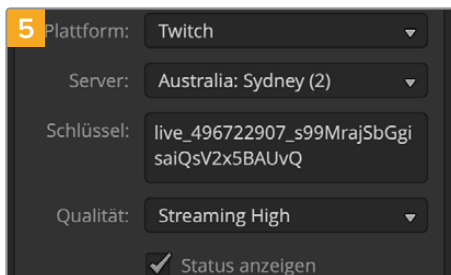 5
Plattform: Twitch
Server: Australia: Sydney (2)
Schlüssel: live_496722907_s99MrajSbGgi
saiQsV2x5BAUvQ
Qualität: Streaming High
Status anzeigen